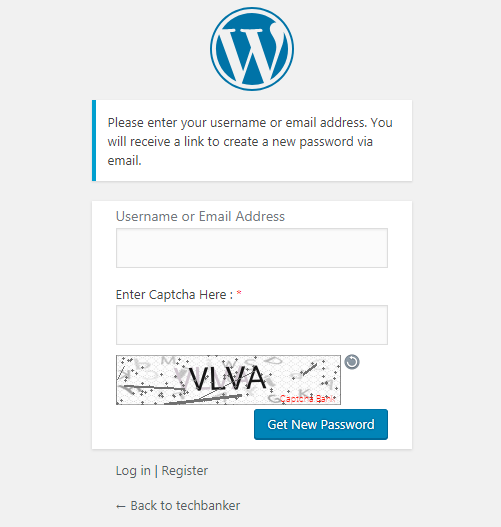 Please enter your username or email address. You
will receive a link to create a new password via
email.
Username or Email Address
Enter Captcha Here : *
VLVA
Captcha Bank
Get New Password
Log in | Register
← Back to techbanker